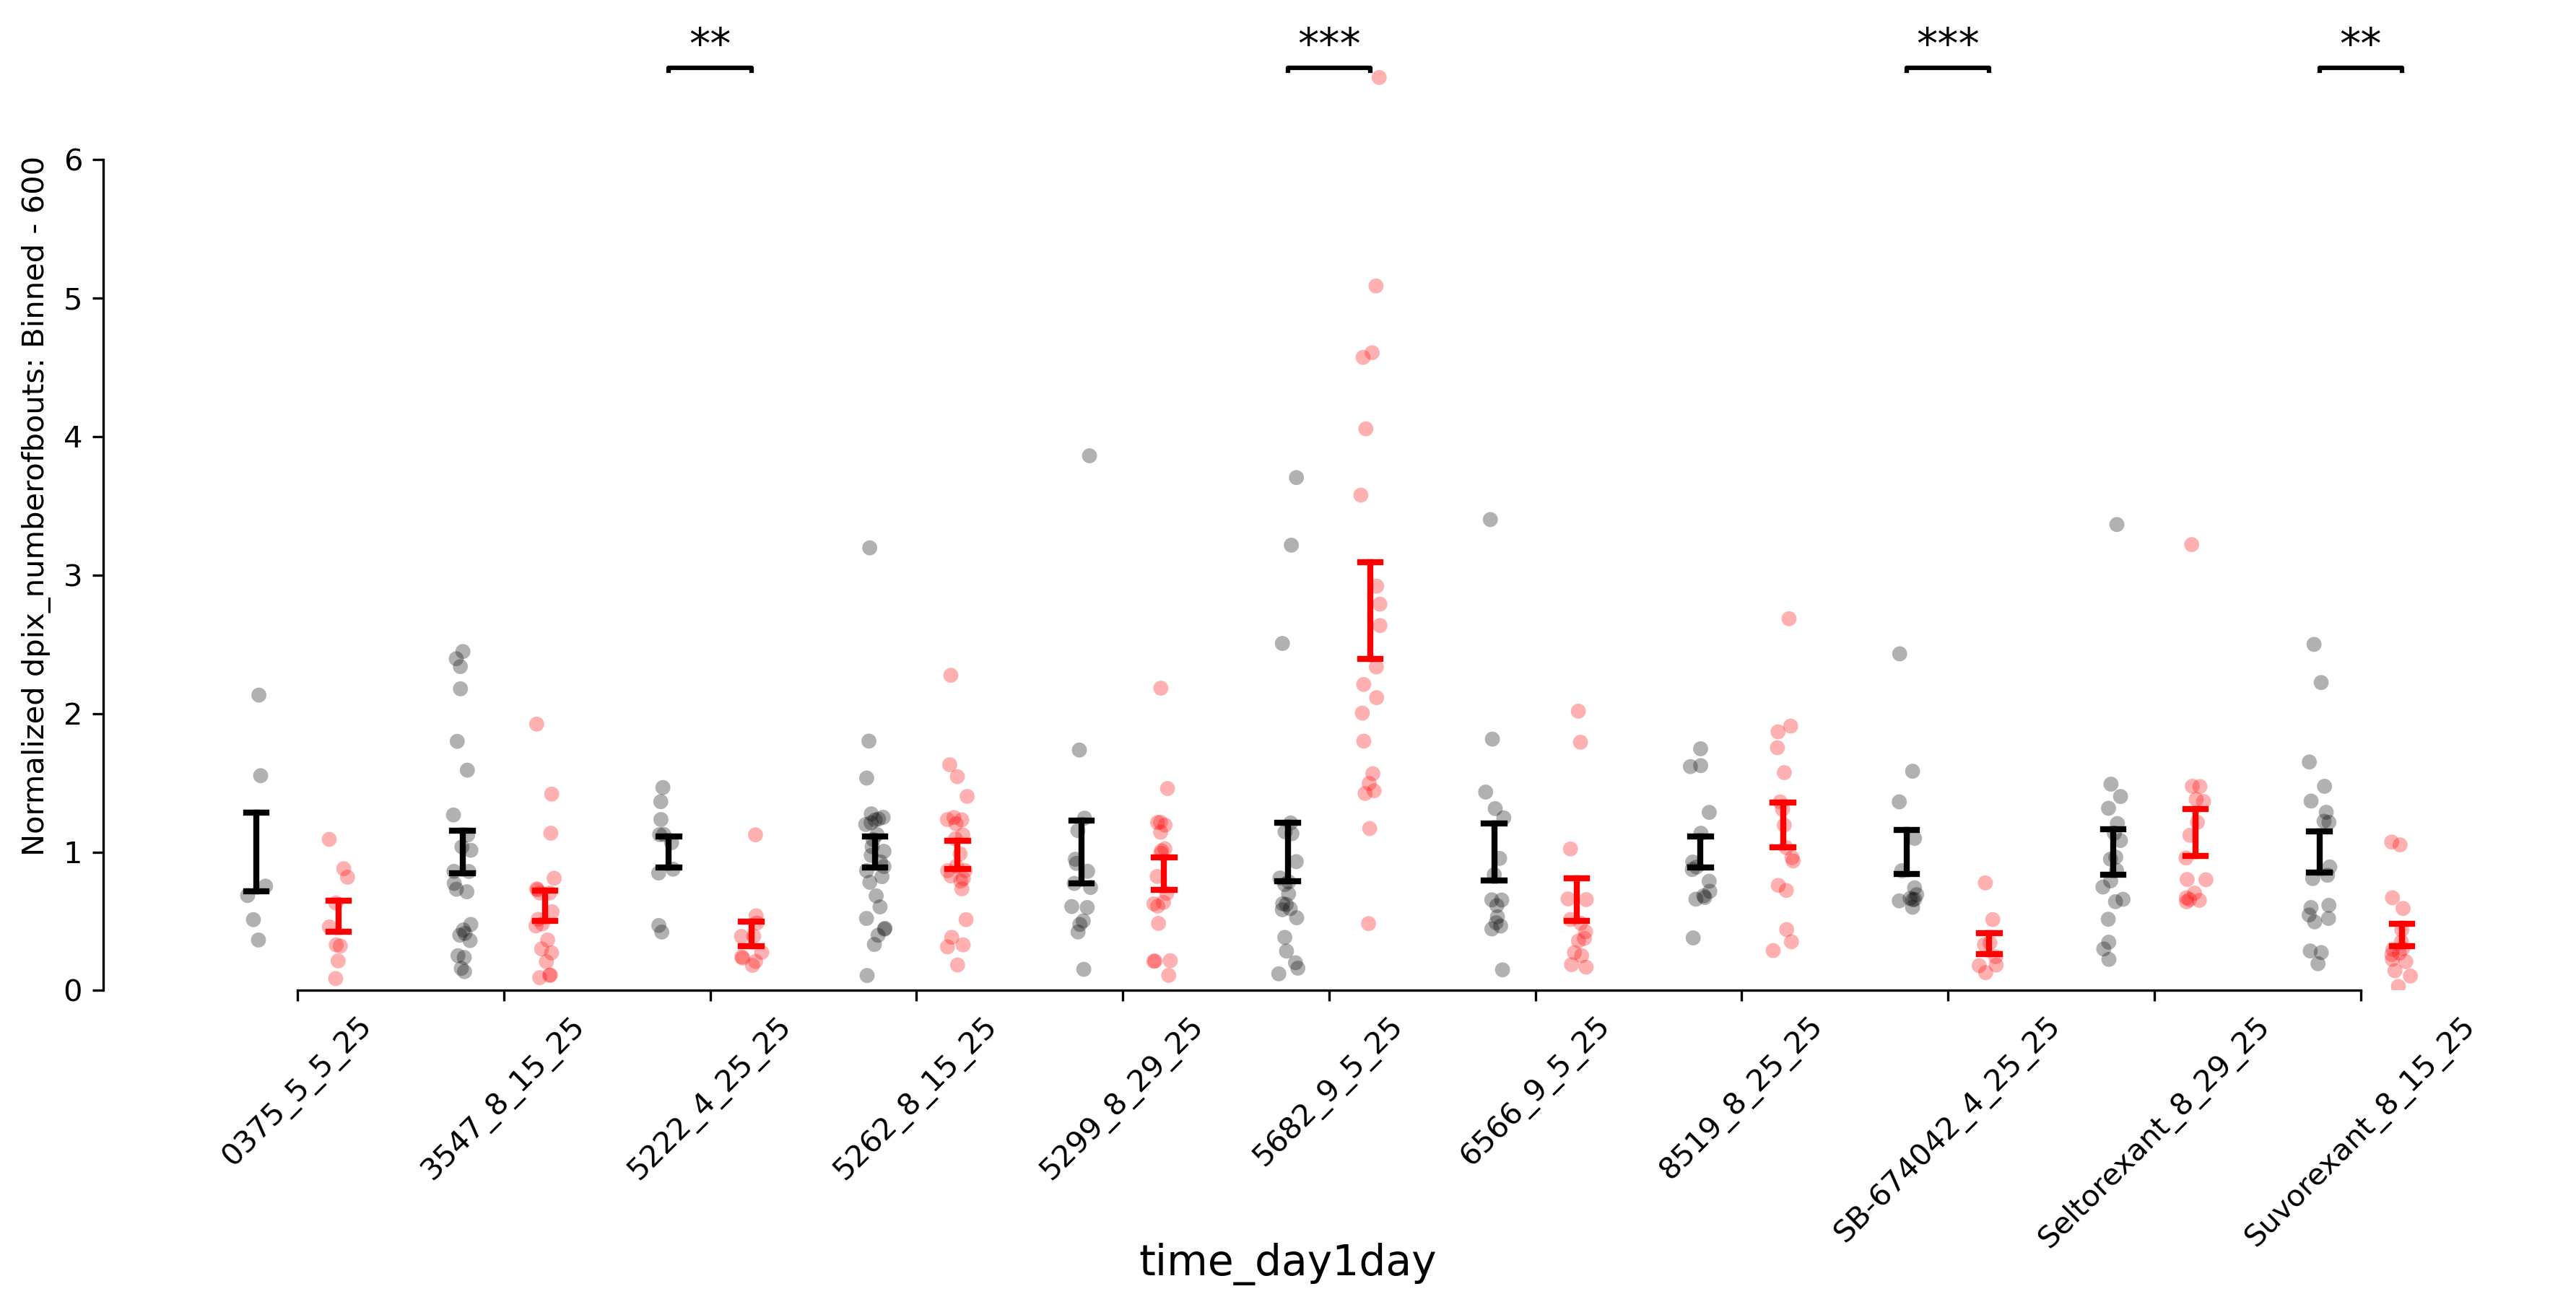 ** *** *** **
Normalized dpix_numberofbouts: Binned - 600
6
5
4
3
2
1
0
0375_5_5_25
3547_8_15_25
5222_4_25_25
5262_8_15_25
5299_8_29_25
5682_9_5_25
6566_9_5_25
8519_8_25_25
SB-674042_4_25_25
Seltorexant_8_29_25
Suvorexant_8_15_25
time_day1day